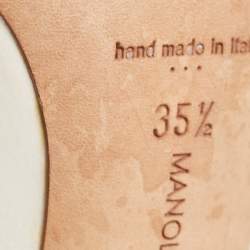 hand made in Ital
• • •
35½
MANOL